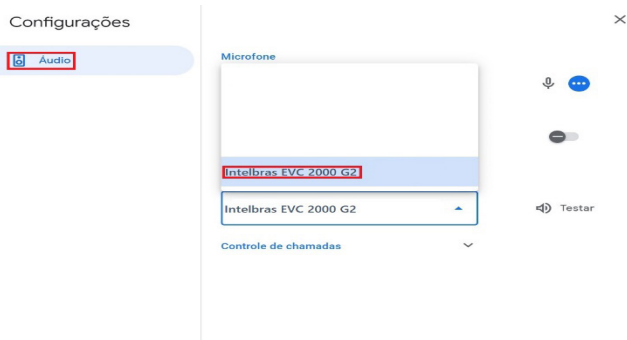 Configurações
Áudio
Microfone
Intelbras EVC 2000 G2
Intelbras EVC 2000 G2
Testar
Controle de chamadas